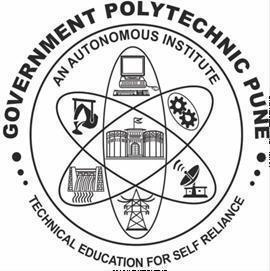 GOVERNMENT POLYTECHNIC PUNE
AN AUTONOMOUS INSTITUTE
TECHNICAL EDUCATION FOR SELF RELIANCE